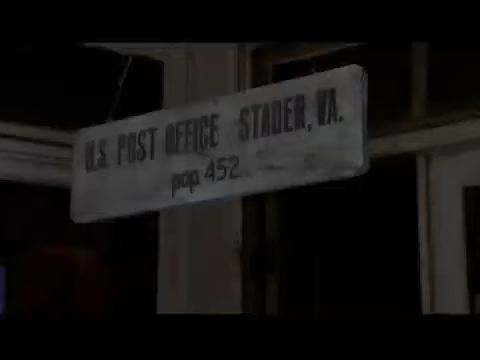 U.S. POST OFFICE STADER, VA.
pop. 452